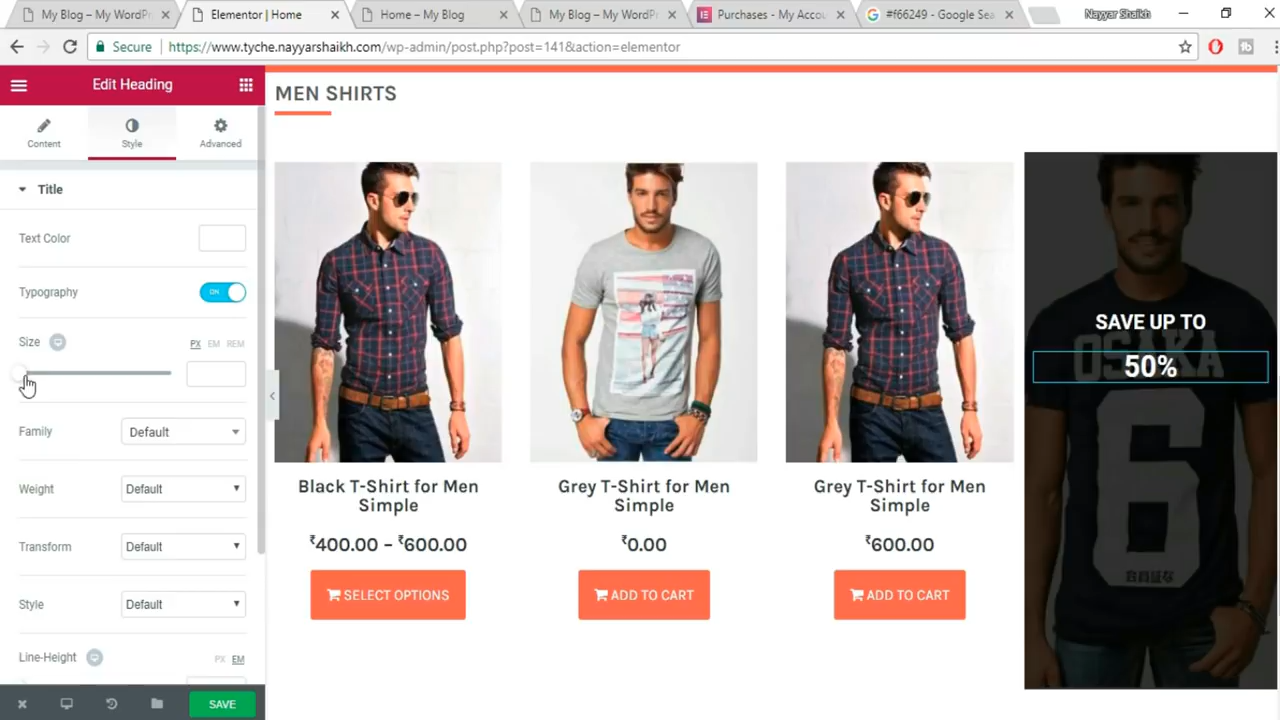 My Blog – My WordPr
Elementor | Home
Home – My Blog
My Blog – My WordPr
Purchases - My Accou
#f66249 - Google Sea
Nayyar Shaikh
Secure
https://www.tyche.nayyarshaikh.com/wp-admin/post.php?post=141&action=elementor
Edit Heading
Content
Style
Advanced
Title
Text Color
Typography
ON
Size
PX EM REM
Family
Default
Weight
Default
Transform
Default
Style
Default
Line-Height
PX EM
SAVE
MEN SHIRTS
Black T-Shirt for Men
Simple
₹400.00 – ₹600.00
SELECT OPTIONS
Grey T-Shirt for Men
Simple
₹0.00
ADD TO CART
Grey T-Shirt for Men
Simple
₹600.00
ADD TO CART
SAVE UP TO
OSAKA
50%
6